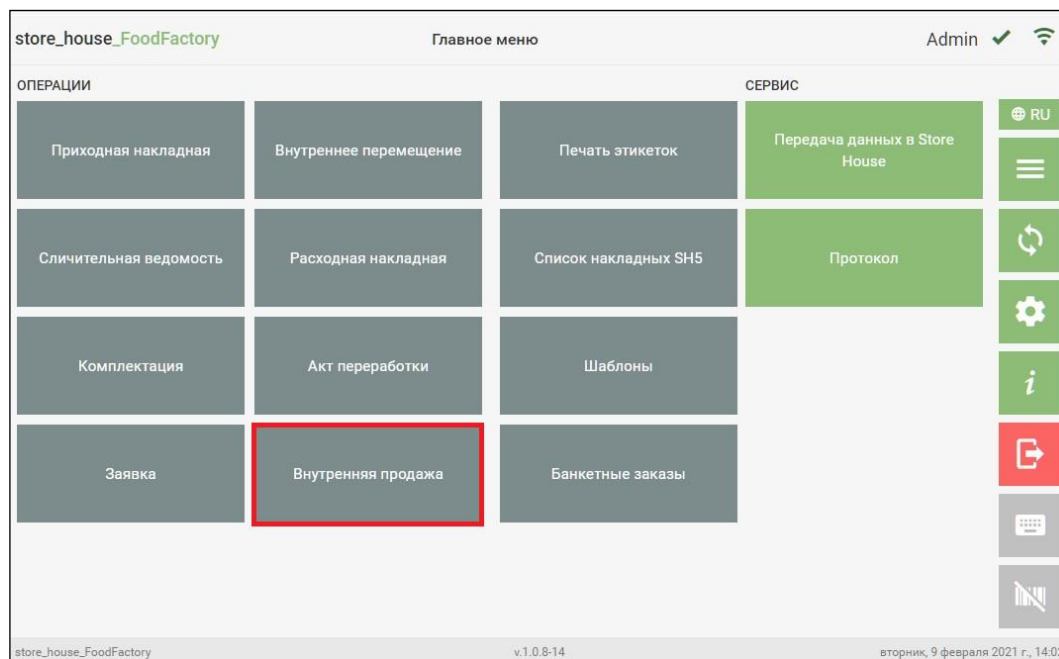 store_house_FoodFactory
Главное меню
Admin
ОПЕРАЦИИ
СЕРВИС
Приходная накладная
Внутреннее перемещение
Печать этикеток
Передача данных в Store
House
RU
Сличительная ведомость
Расходная накладная
Список накладных SH5
Протокол
Комплектация
Акт переработки
Шаблоны
i
Заявка
Внутренняя продажа
Банкетные заказы
store_house_FoodFactory
v.1.0.8-14
вторник, 9 февраля 2021 г.,